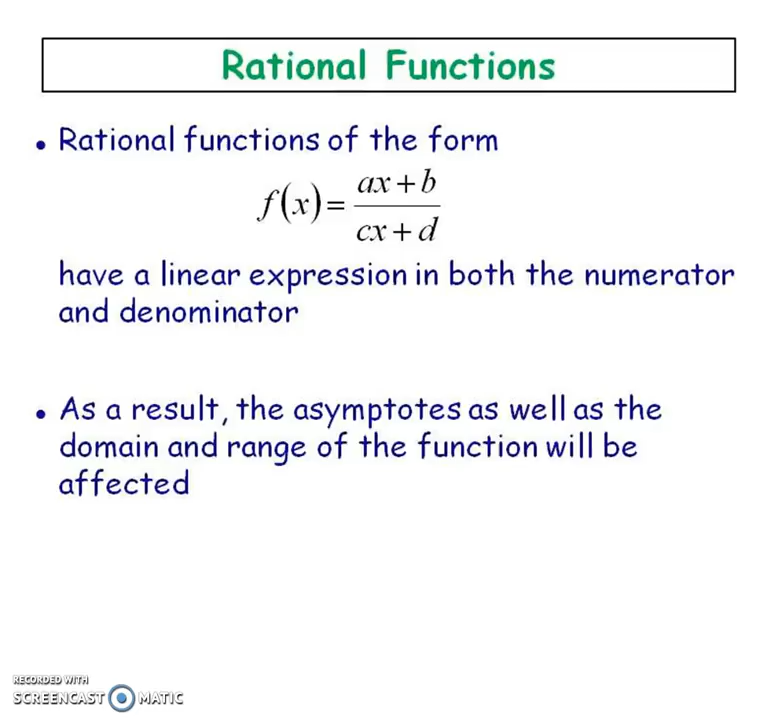 Rational Functions
• Rational functions of the form
f(x) = (ax + b) / (cx + d)
have a linear expression in both the numerator
and denominator
• As a result, the asymptotes as well as the
domain and range of the function will be
affected
RECORDED WITH
SCREENCAST MATIC